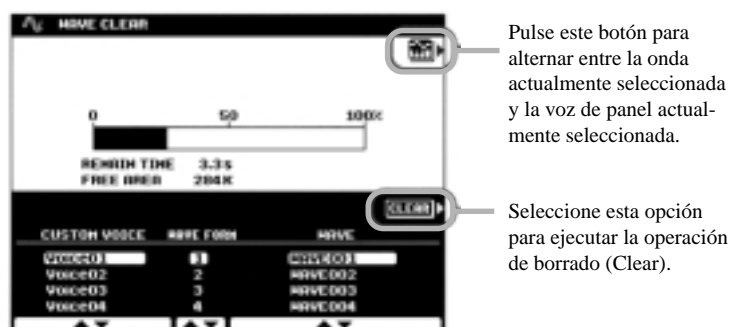 WAVE CLEAR
Pulse este botón para
alternar entre la onda
actualmente seleccionada
y la voz de panel actual-
mente seleccionada.
0 50 100%
REMAIN TIME 3.3s
FREE AREA 284K
CLEAR
Seleccione esta opción
para ejecutar la operación
de borrado (Clear).
CUSTOM VOICE WAVE FORM WAVE
Voice01 1 WAVE001
Voice02 2 WAVE002
Voice03 3 WAVE003
Voice04 4 WAVE004